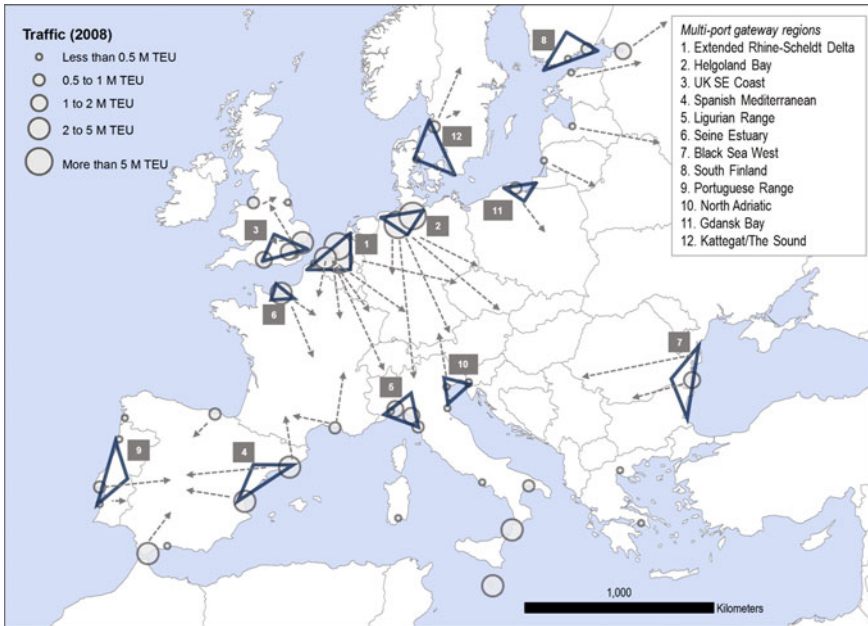 Traffic (2008)
Less than 0.5 M TEU
0.5 to 1 M TEU
1 to 2 M TEU
2 to 5 M TEU
More than 5 M TEU
Multi-port gateway regions
1. Extended Rhine-Scheldt Delta
2. Helgoland Bay
3. UK SE Coast
4. Spanish Mediterranean
5. Ligurian Range
6. Seine Estuary
7. Black Sea West
8. South Finland
9. Portuguese Range
10. North Adriatic
11. Gdansk Bay
12. Kattegat/The Sound
8
12
11
3
1
2
6
7
10
5
9
4
1,000
Kilometers